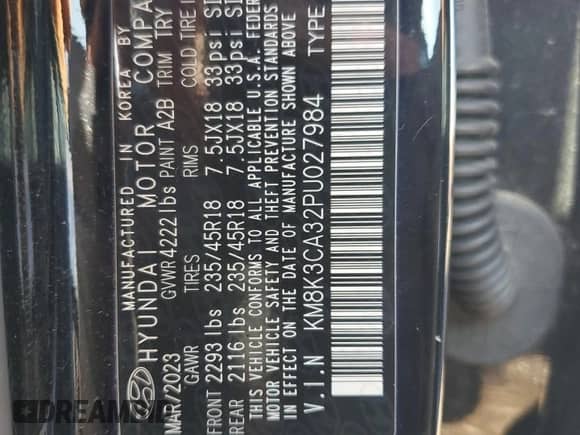 MANUFACTURED IN KOREA BY
HYUNDAI MOTOR COMPA
GVWR 4222 lbs PAINT A2B TRIM TRY
MAR/2023 GAWR TIRES RIMS COLD TIRE
FRONT 2293 lbs 235/45R18 7.5JX18 33psi
REAR 2116 lbs 235/45R18 7.5JX18 33 psi
THIS VEHICLE CONFORMS TO ALL APPLICABLE U.S.A. FEDER
MOTOR VEHICLE SAFETY AND THEFT PREVENTION STANDARDS
IN EFFECT ON THE DATE OF MANUFACTURE SHOWN ABOVE
V.I.N KM8K3CA32PU027984 TYPE
DREAMBID